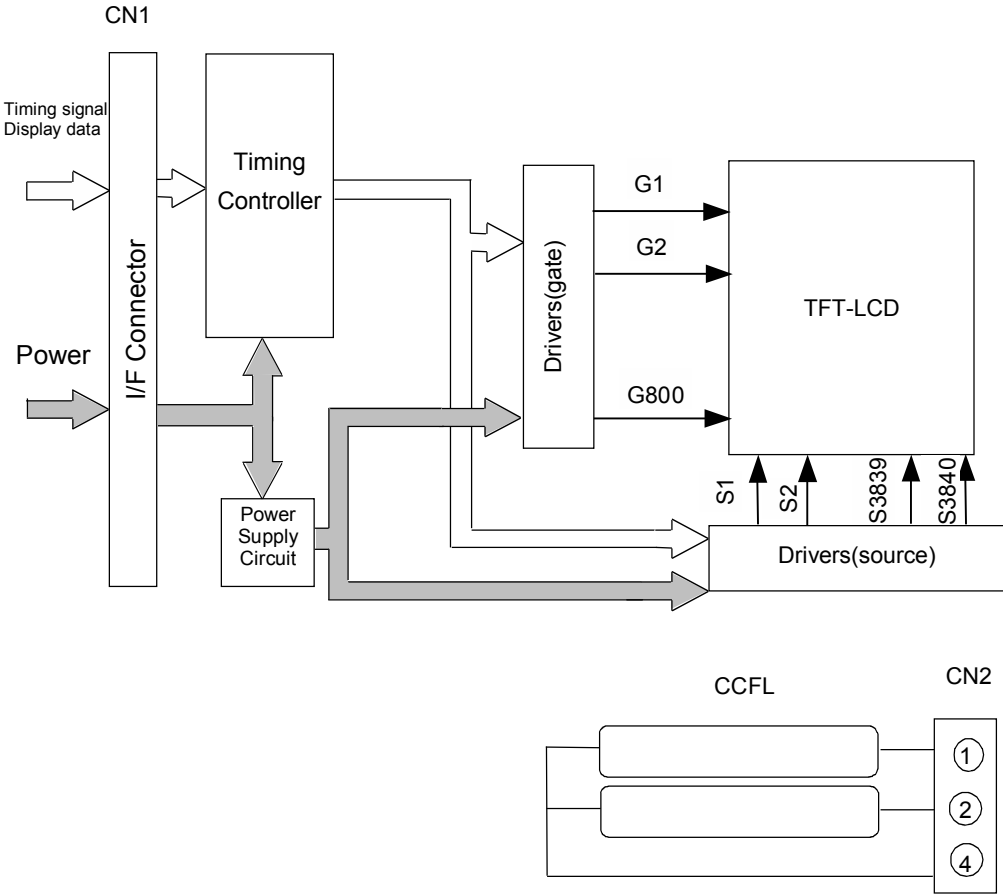 CN1
Timing signal
Display data
Power
I/F Connector
Timing
Controller
Power
Supply
Circuit
Drivers(gate)
G1
G2
G800
TFT-LCD
S1
S2
S3839
S3840
Drivers(source)
CCFL
CN2
1
2
4